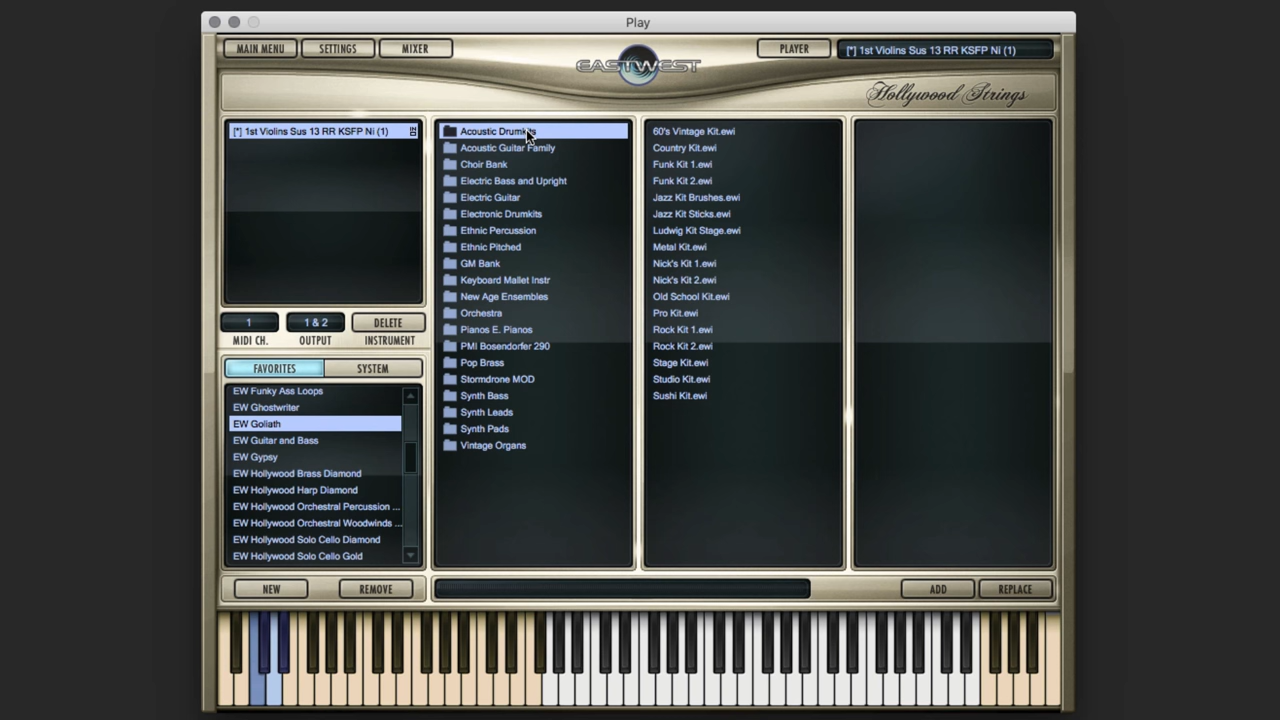 Play
MAIN MENU
SETTINGS
MIXER
EASTWEST
PLAYER
[*] 1st Violins Sus 13 RR KSFP Ni (1)
Hollywood Strings
[*] 1st Violins Sus 13 RR KSFP Ni (1)
1
1 & 2
DELETE
MIDI CH.
OUTPUT
INSTRUMENT
FAVORITES
SYSTEM
EW Funky Ass Loops
EW Ghostwriter
EW Goliath
EW Guitar and Bass
EW Gypsy
EW Hollywood Brass Diamond
EW Hollywood Harp Diamond
EW Hollywood Orchestral Percussion ...
EW Hollywood Orchestral Woodwinds ...
EW Hollywood Solo Cello Diamond
EW Hollywood Solo Cello Gold
Acoustic Drumkits
Acoustic Guitar Family
Choir Bank
Electric Bass and Upright
Electric Guitar
Electronic Drumkits
Ethnic Percussion
Ethnic Pitched
GM Bank
Keyboard Mallet Instr
New Age Ensembles
Orchestra
Pianos E. Pianos
PMI Bosendorfer 290
Pop Brass
Stormdrone MOD
Synth Bass
Synth Leads
Synth Pads
Vintage Organs
60's Vintage Kit.ewi
Country Kit.ewi
Funk Kit 1.ewi
Funk Kit 2.ewi
Jazz Kit Brushes.ewi
Jazz Kit Sticks.ewi
Ludwig Kit Stage.ewi
Metal Kit.ewi
Nick's Kit 1.ewi
Nick's Kit 2.ewi
Old School Kit.ewi
Pro Kit.ewi
Rock Kit 1.ewi
Rock Kit 2.ewi
Stage Kit.ewi
Studio Kit.ewi
Sushi Kit.ewi
NEW
REMOVE
ADD
REPLACE